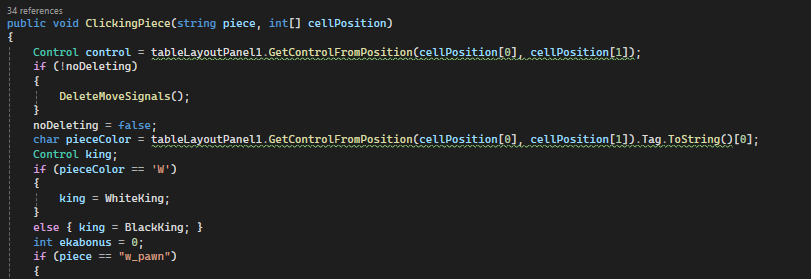 34 references
public void ClickingPiece(string piece, int[] cellPosition)
{
Control control = tableLayoutPanel1.GetControlFromPosition(cellPosition[0], cellPosition[1]);
if (!noDeleting)
{
DeleteMoveSignals();
}
noDeleting = false;
char pieceColor = tableLayoutPanel1.GetControlFromPosition(cellPosition[0], cellPosition[1]).Tag.ToString()[0];
Control king;
if (pieceColor == 'W')
{
king = WhiteKing;
}
else { king = BlackKing; }
int ekabonus = 0;
if (piece == "w_pawn")
{